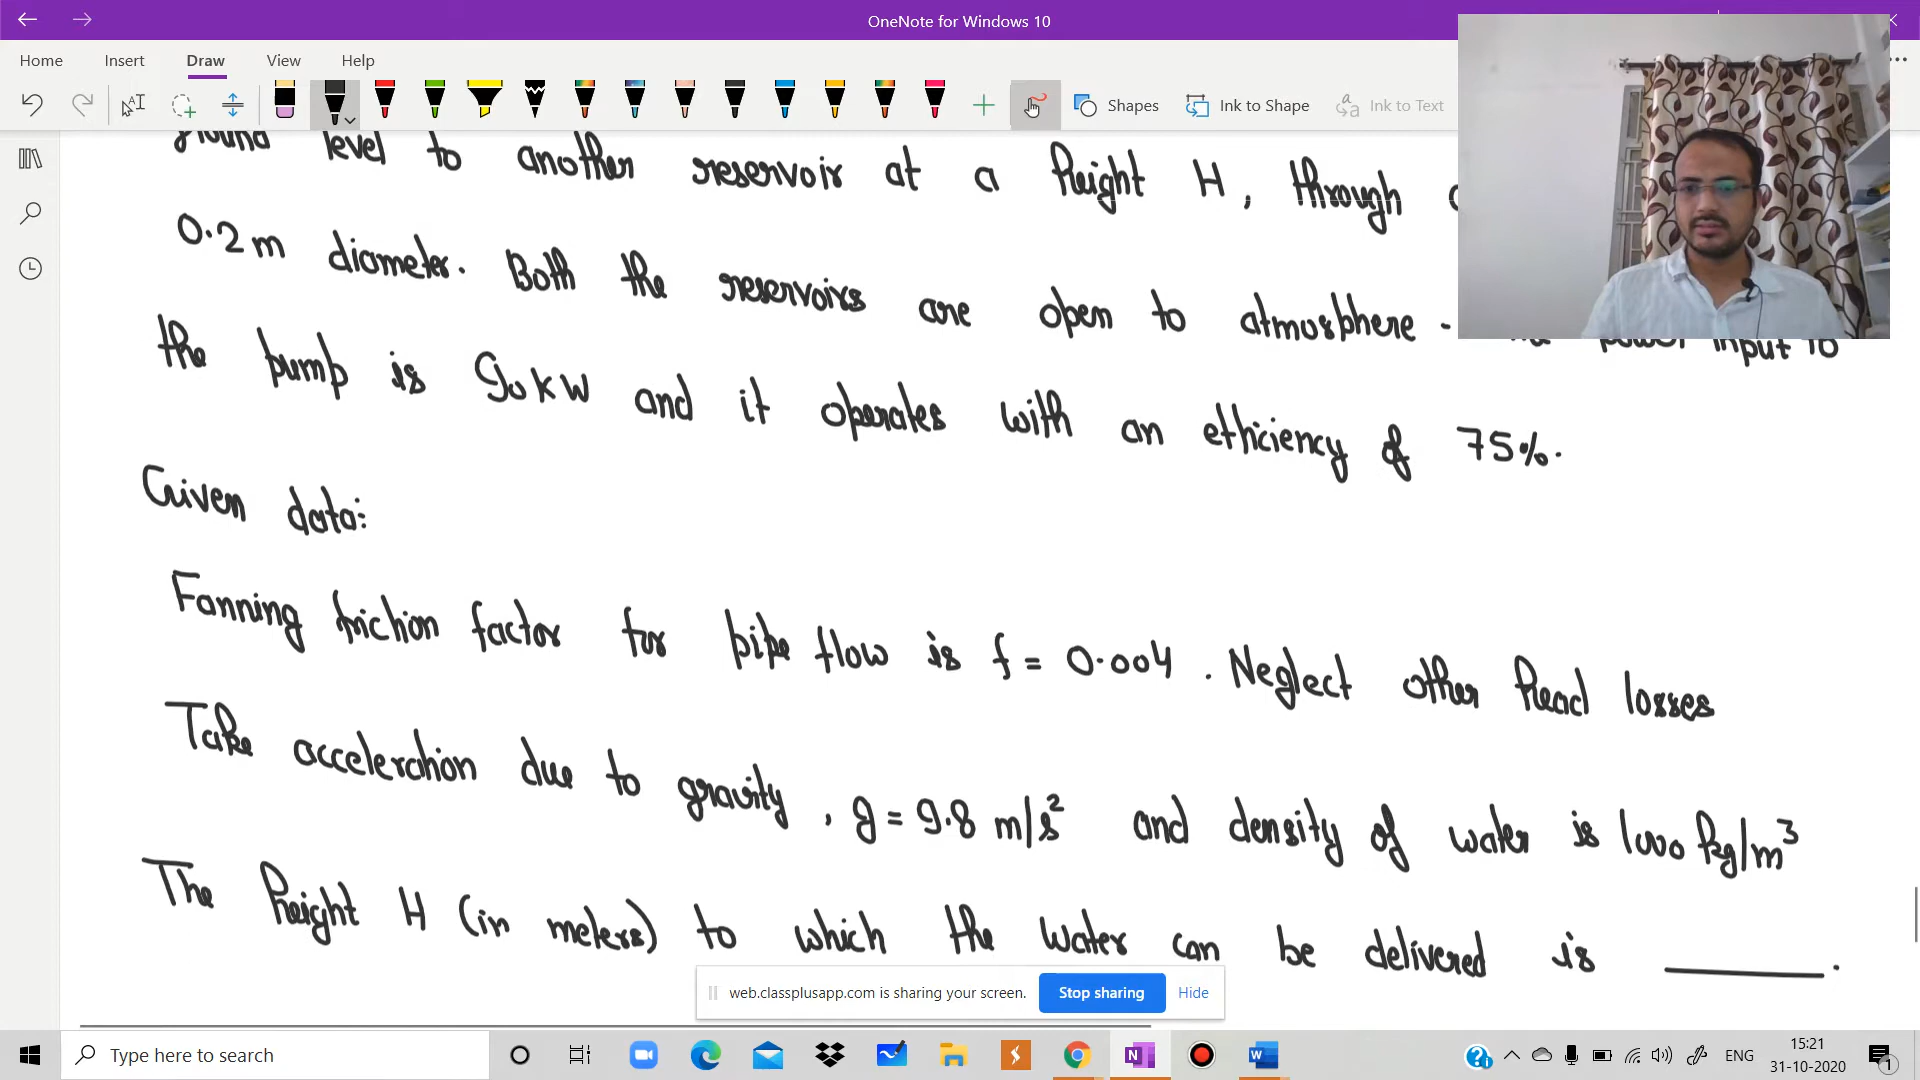 OneNote for Windows 10
Home Insert Draw View Help
Shapes Ink to Shape Ink to Text
ground level to another reservoir at a height H, through
0.2m diameter. Both the reservoirs are open to atmosphere. power input to
the pump is 90kW and it operates with an efficiency of 75%.
Given data:
Fanning friction factor for pipe flow is f = 0.004. Neglect other head losses
Take acceleration due to gravity, g = 9.8 m/s² and density of water is 1000 kg/m³
The height H (in meters) to which the water can be delivered is ______.
web.classplusapp.com is sharing your screen. Stop sharing Hide
Type here to search
ENG
15:21
31-10-2020
1